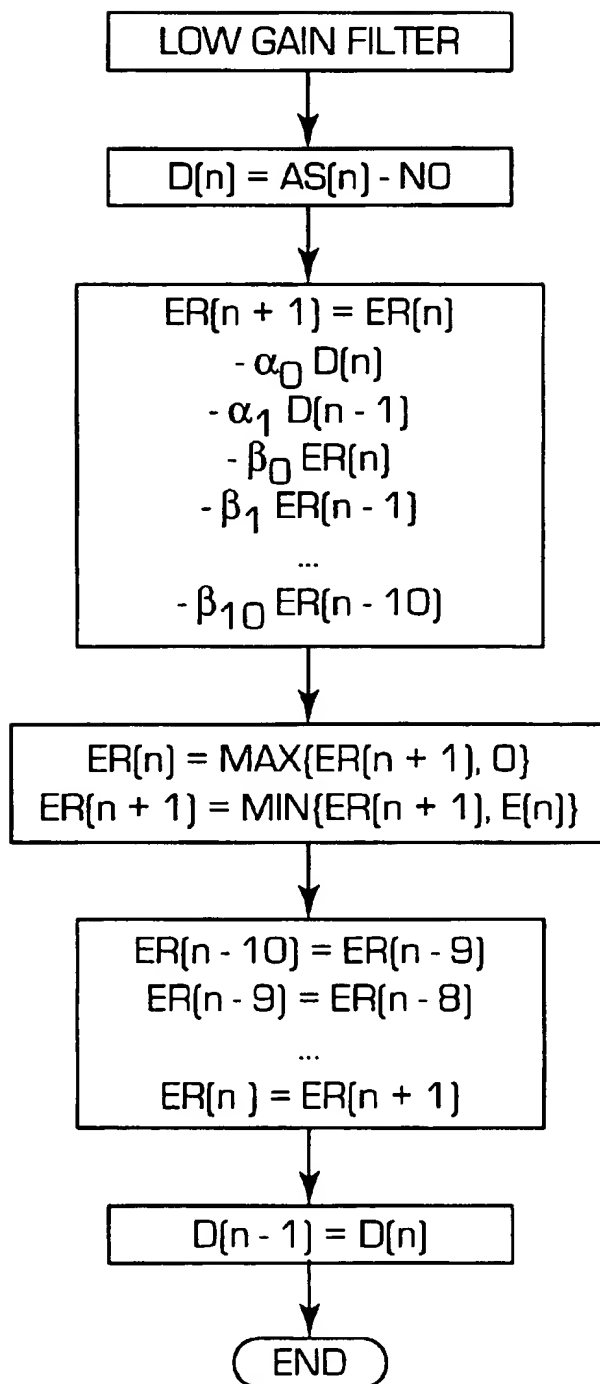 LOW GAIN FILTER
D(n) = AS(n) - NO
ER(n + 1) = ER(n)
- α₀ D(n)
- α₁ D(n - 1)
- β₀ ER(n)
- β₁ ER(n - 1)
...
- β₁₀ ER(n - 10)
ER(n) = MAX{ER(n + 1), 0}
ER(n + 1) = MIN{ER(n + 1), E(n)}
ER(n - 10) = ER(n - 9)
ER(n - 9) = ER(n - 8)
...
ER(n ) = ER(n + 1)
D(n - 1) = D(n)
END